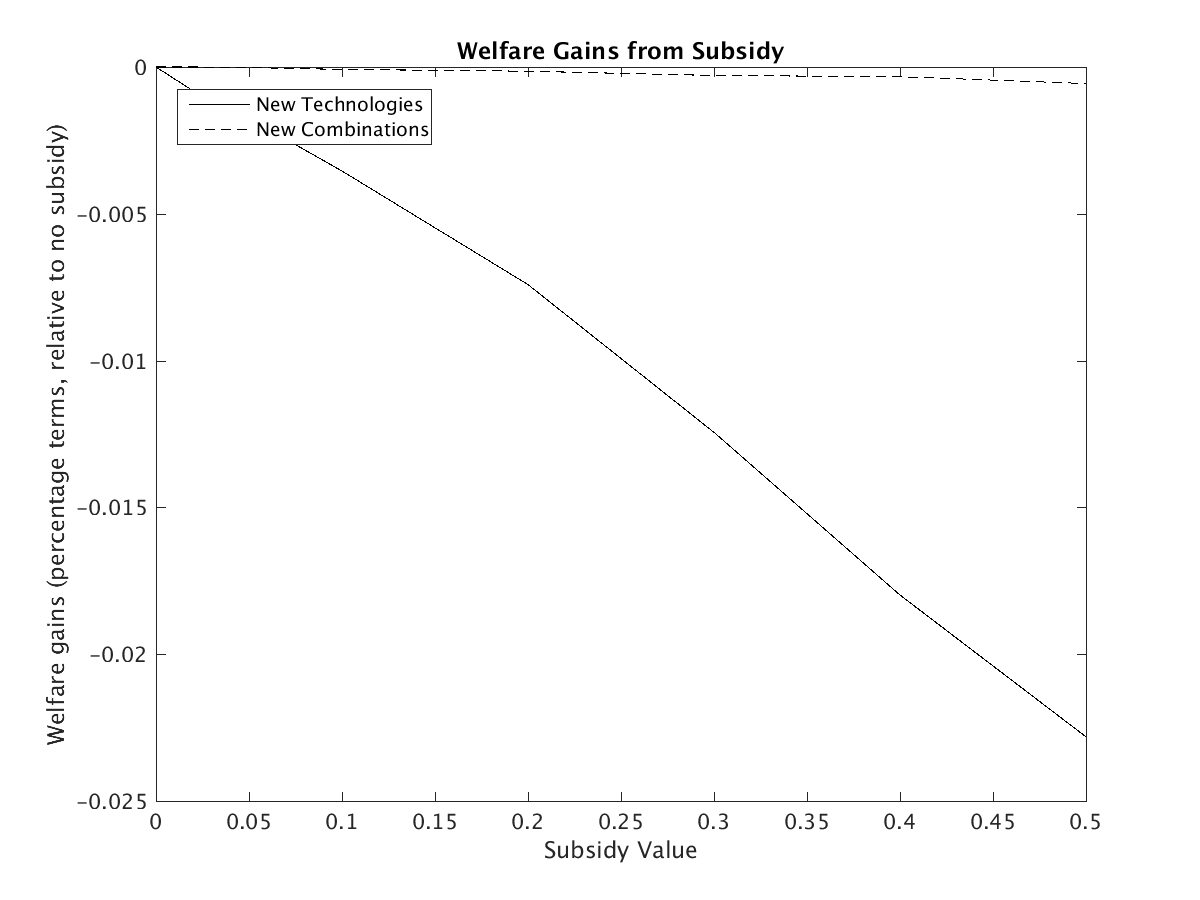 Welfare Gains from Subsidy
0
New Technologies
New Combinations
-0.005
-0.01
-0.015
-0.02
-0.025
Welfare gains (percentage terms, relative to no subsidy)
0 0.05 0.1 0.15 0.2 0.25 0.3 0.35 0.4 0.45 0.5
Subsidy Value